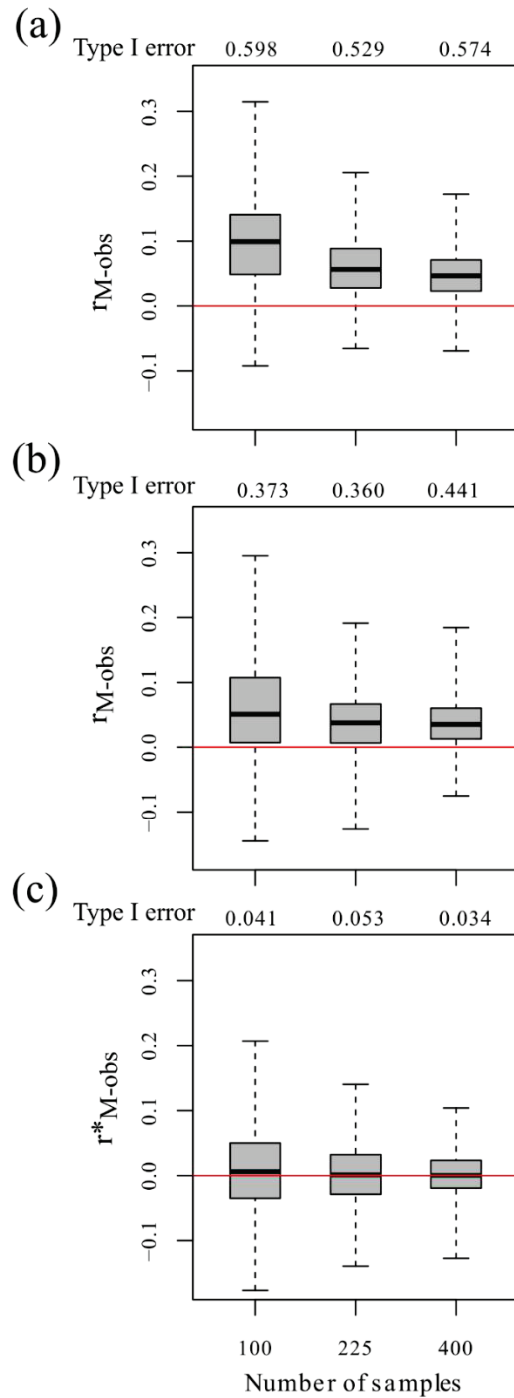 (a)
Type I error 0.598 0.529 0.574
0.3
0.2
0.1
0.0
−0.1
rM-obs
(b)
Type I error 0.373 0.360 0.441
0.3
0.2
0.1
0.0
−0.1
rM-obs
(c)
Type I error 0.041 0.053 0.034
0.3
0.2
0.1
0.0
−0.1
r*M-obs
100 225 400
Number of samples